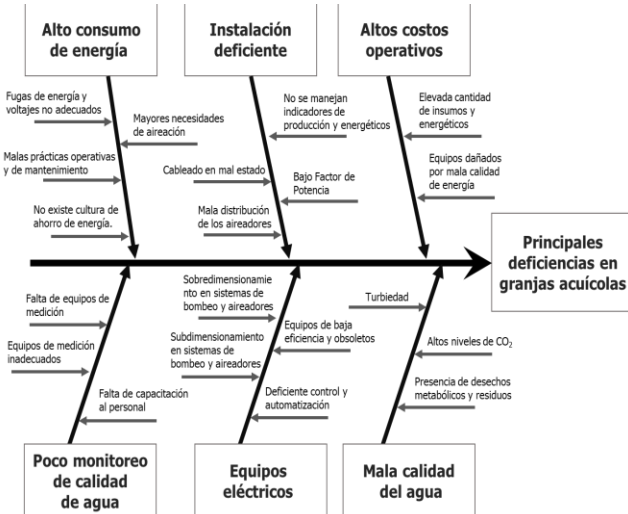 Alto consumo
de energía
Instalación
deficiente
Altos costos
operativos
Fugas de energía y
voltajes no adecuados
Mayores necesidades
de aireación
Malas prácticas operativas
y de mantenimiento
No existe cultura de
ahorro de energía.
No se manejan
indicadores de
producción y energéticos
Cableado en mal estado
Bajo Factor de
Potencia
Mala distribución
de los aireadores
Elevada cantidad
de insumos y
energéticos
Equipos dañados
por mala calidad
de energía
Principales
deficiencias en
granjas acuícolas
Falta de equipos de
medición
Equipos de medición
inadecuados
Falta de capacitación
al personal
Sobredimensionamie
nto en sistemas de
bombeo y aireadores
Equipos de baja
eficiencia y obsoletos
Subdimensionamiento
en sistemas de
bombeo y aireadores
Deficiente control y
automatización
Turbiedad
Altos niveles de CO₂
Presencia de desechos
metabólicos y residuos
Poco monitoreo
de calidad
de agua
Equipos
eléctricos
Mala calidad
del agua